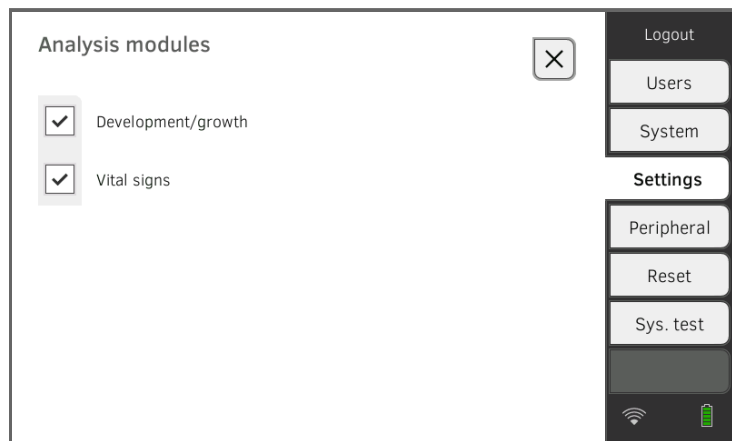 Analysis modules
Development/growth
Vital signs
Logout
Users
System
Settings
Peripheral
Reset
Sys. test